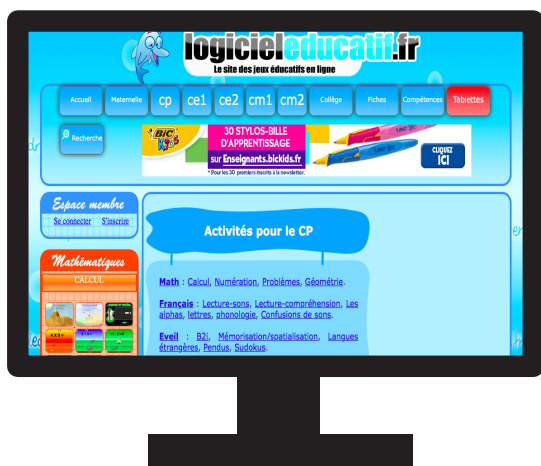 logicieleducatif.fr
Le site des jeux éducatifs en ligne
Accueil
Maternelle
cp
ce1
ce2
cm1
cm2
Collège
Fiches
Compétences
Tablettes
Recherche
BIC
KIDS
30 STYLOS-BILLE
D'APPRENTISSAGE
sur Enseignants.bickids.fr
* Pour les 30 premiers inscrits à la newsletter.
CLIQUEZ
ICI
Espace membre
Se connecter S'inscrire
Mathématiques
CALCUL
Activités pour le CP
Math : Calcul, Numération, Problèmes, Géométrie.
Français : Lecture-sons, Lecture-compréhension, Les
alphas, lettres, phonologie, Confusions de sons.
Eveil : B2i, Mémorisation/spatialisation, Langues
étrangères, Pendus, Sudokus.